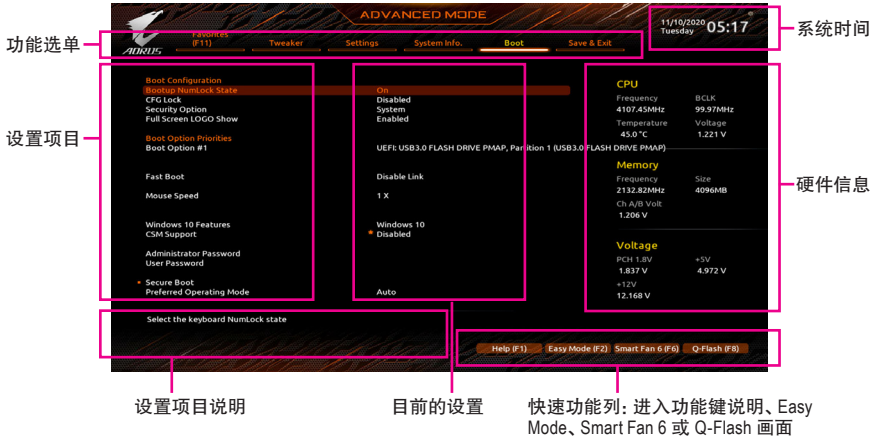 ADVANCED MODE
11/10/2020 05:17
Tuesday
系统时间
功能选单
AORUS
Favorites
(F11)
Tweaker
Settings
System Info.
Boot
Save & Exit
设置项目
Boot Configuration
Bootup NumLock State On
CFG Lock Disabled
Security Option System
Full Screen LOGO Show Enabled
Boot Option Priorities
Boot Option #1 UEFI: USB3.0 FLASH DRIVE PMAP, Partition 1 (USB3.0 FLASH DRIVE PMAP)
Fast Boot Disable Link
Mouse Speed 1 X
Windows 10 Features Windows 10
CSM Support Disabled
Administrator Password
User Password
Secure Boot
Preferred Operating Mode Auto
CPU
Frequency BCLK
4107.45MHz 99.97MHz
Temperature Voltage
45.0 °C 1.221 V
Memory
Frequency Size
2132.82MHz 4096MB
Ch A/B Volt
1.206 V
Voltage
PCH 1.8V +5V
1.837 V 4.972 V
+12V
12.168 V
硬件信息
Select the keyboard NumLock state
Help (F1) Easy Mode (F2) Smart Fan 6 (F6) Q-Flash (F8)
设置项目说明
目前的设置
快速功能列: 进入功能键说明、Easy
Mode、Smart Fan 6 或 Q-Flash 画面